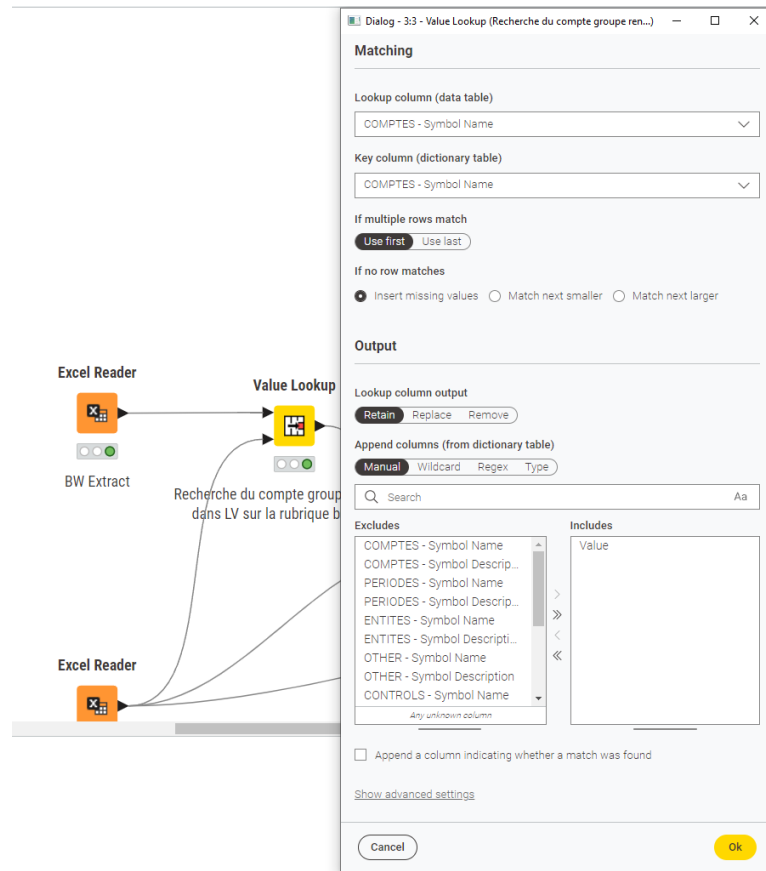 Dialog - 3:3 - Value Lookup (Recherche du compte groupe ren...)
Matching
Lookup column (data table)
COMPTES - Symbol Name
Key column (dictionary table)
COMPTES - Symbol Name
If multiple rows match
Use first Use last
If no row matches
Insert missing values Match next smaller Match next larger
Output
Lookup column output
Retain Replace Remove
Append columns (from dictionary table)
Manual Wildcard Regex Type
Search Aa
Excludes
COMPTES - Symbol Name
COMPTES - Symbol Descrip...
PERIODES - Symbol Name
PERIODES - Symbol Descrip...
ENTITES - Symbol Name
ENTITES - Symbol Descripti...
OTHER - Symbol Name
OTHER - Symbol Description
CONTROLS - Symbol Name
Any unknown column
Includes
Value
Append a column indicating whether a match was found
Show advanced settings
Cancel Ok
Excel Reader
BW Extract
Value Lookup
Recherche du compte group
dans LV sur la rubrique b
Excel Reader